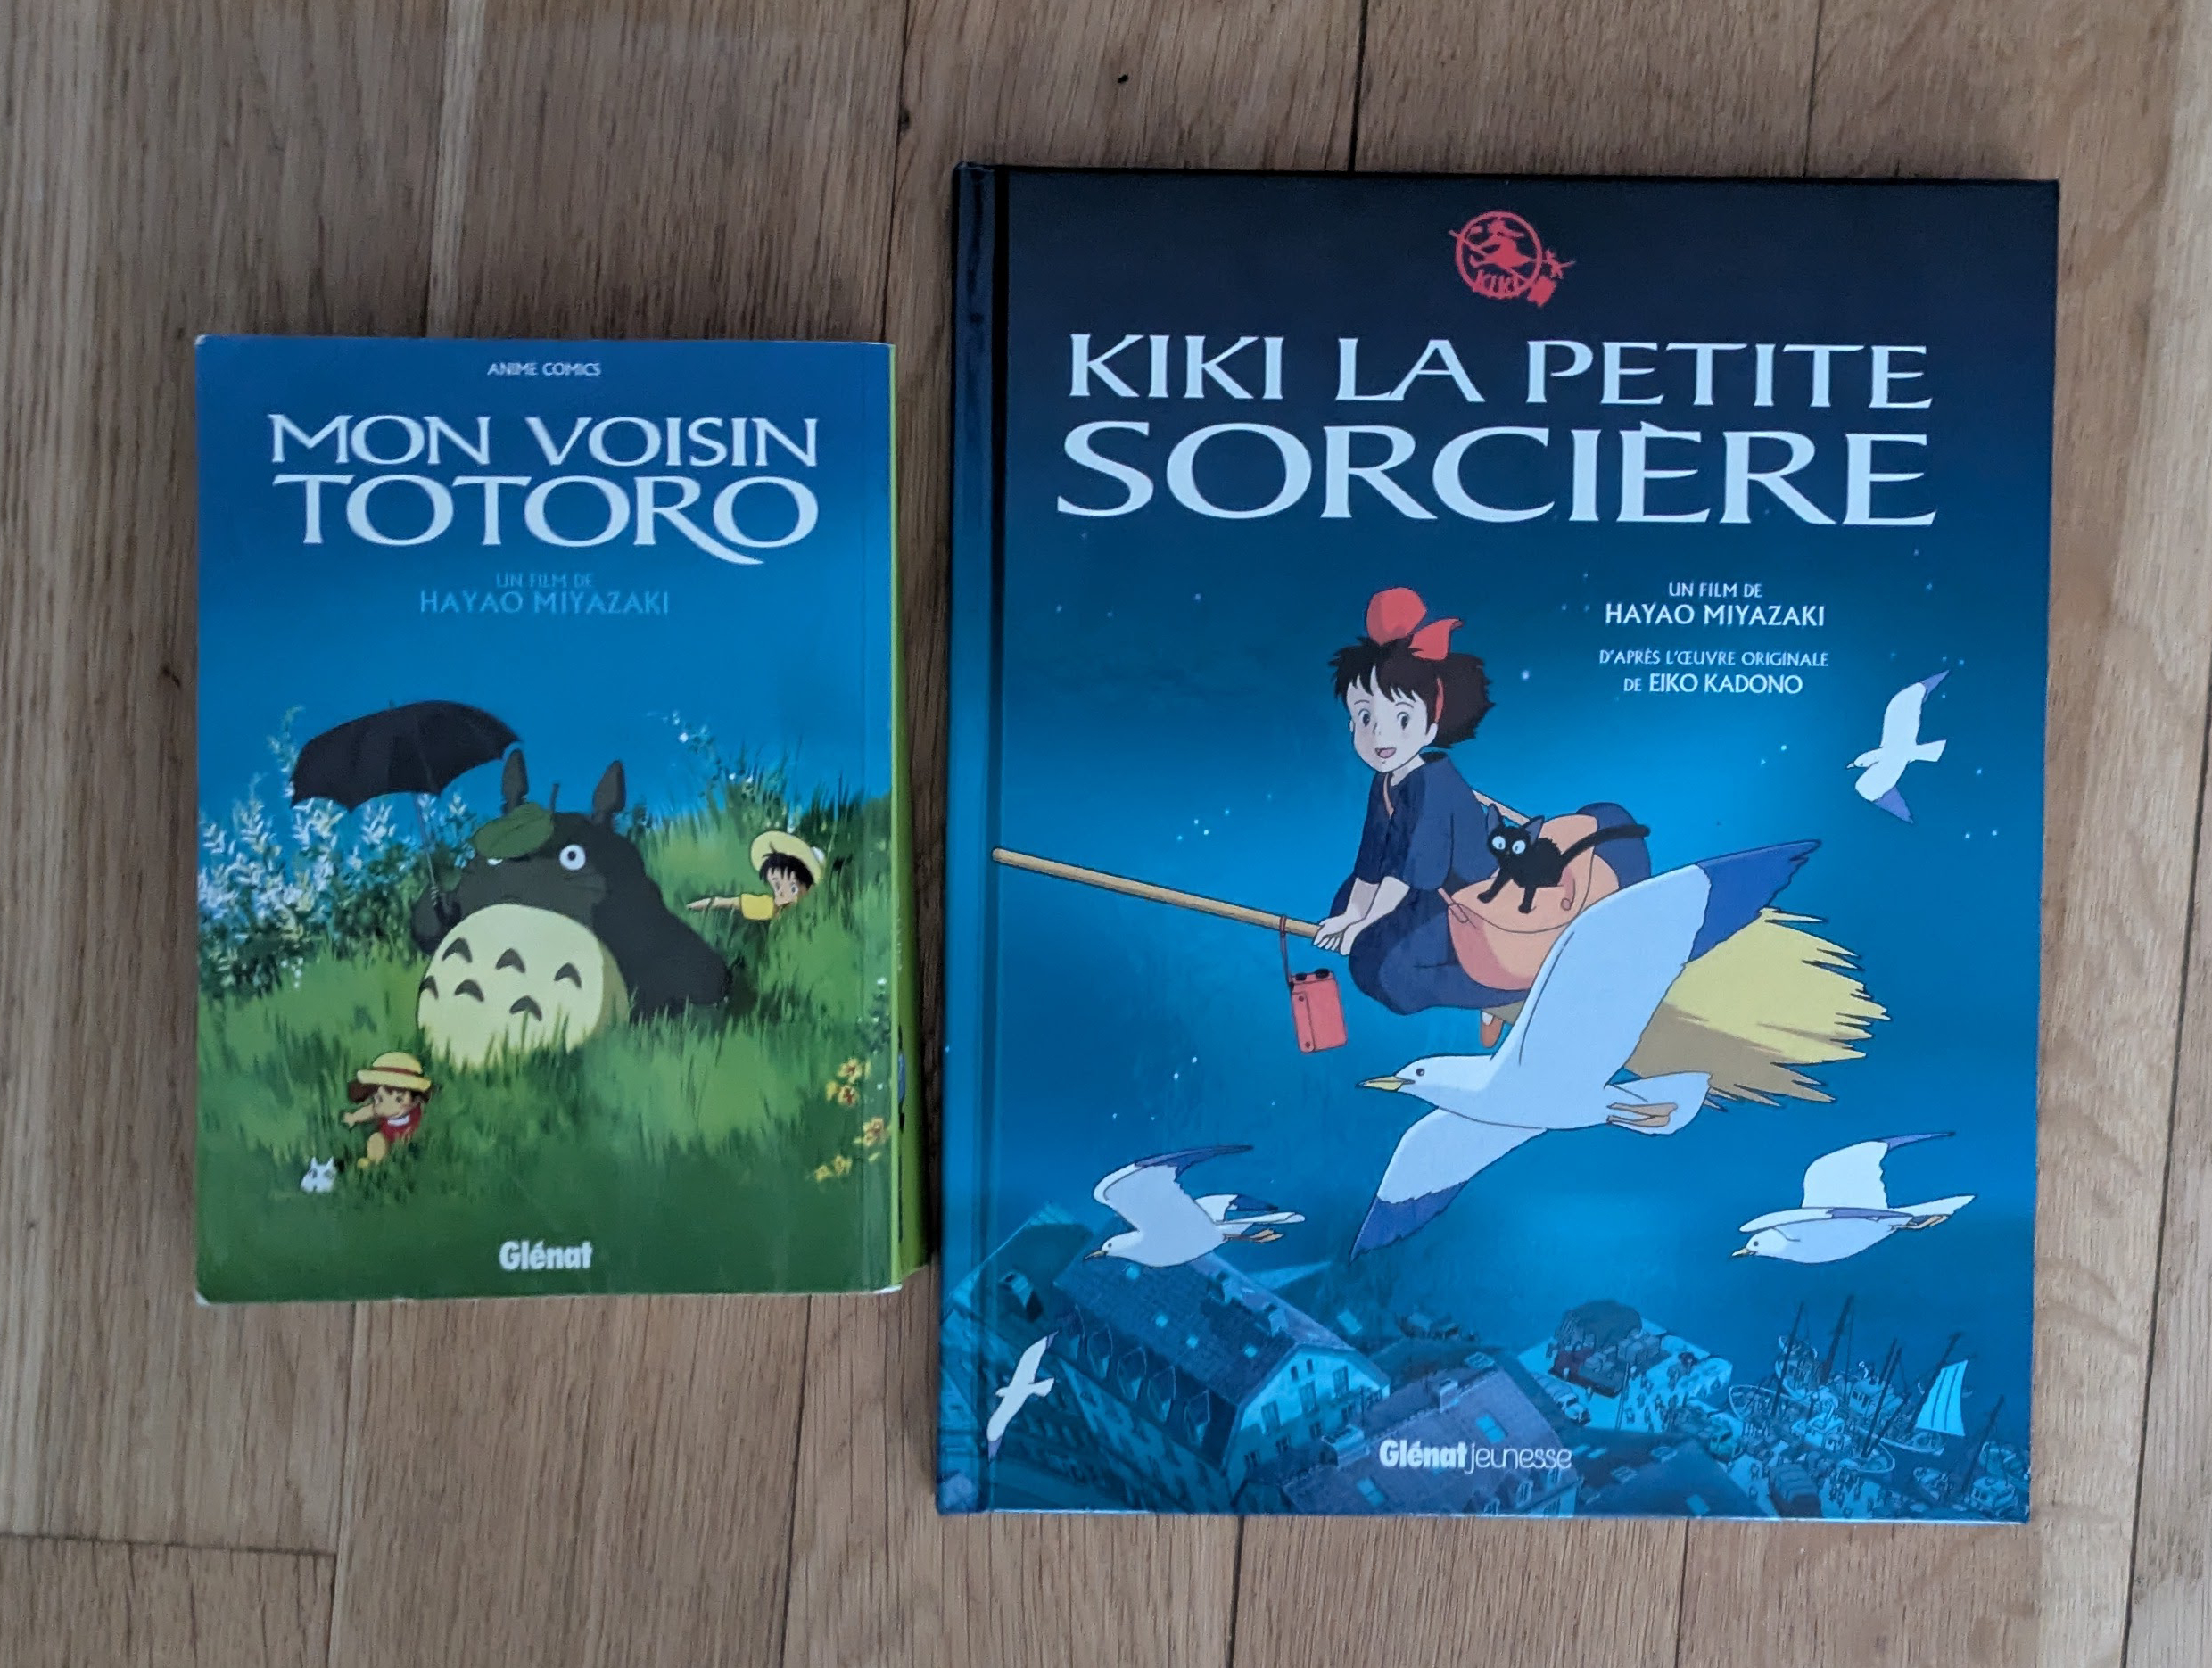 ANIME COMICS
MON VOISIN
TOTORO
UN FILM DE
HAYAO MIYAZAKI
Glénat
KIKI
KIKI LA PETITE
SORCIÈRE
UN FILM DE
HAYAO MIYAZAKI
D'APRÈS L'ŒUVRE ORIGINALE
DE EIKO KADONO
Glénat jeunesse